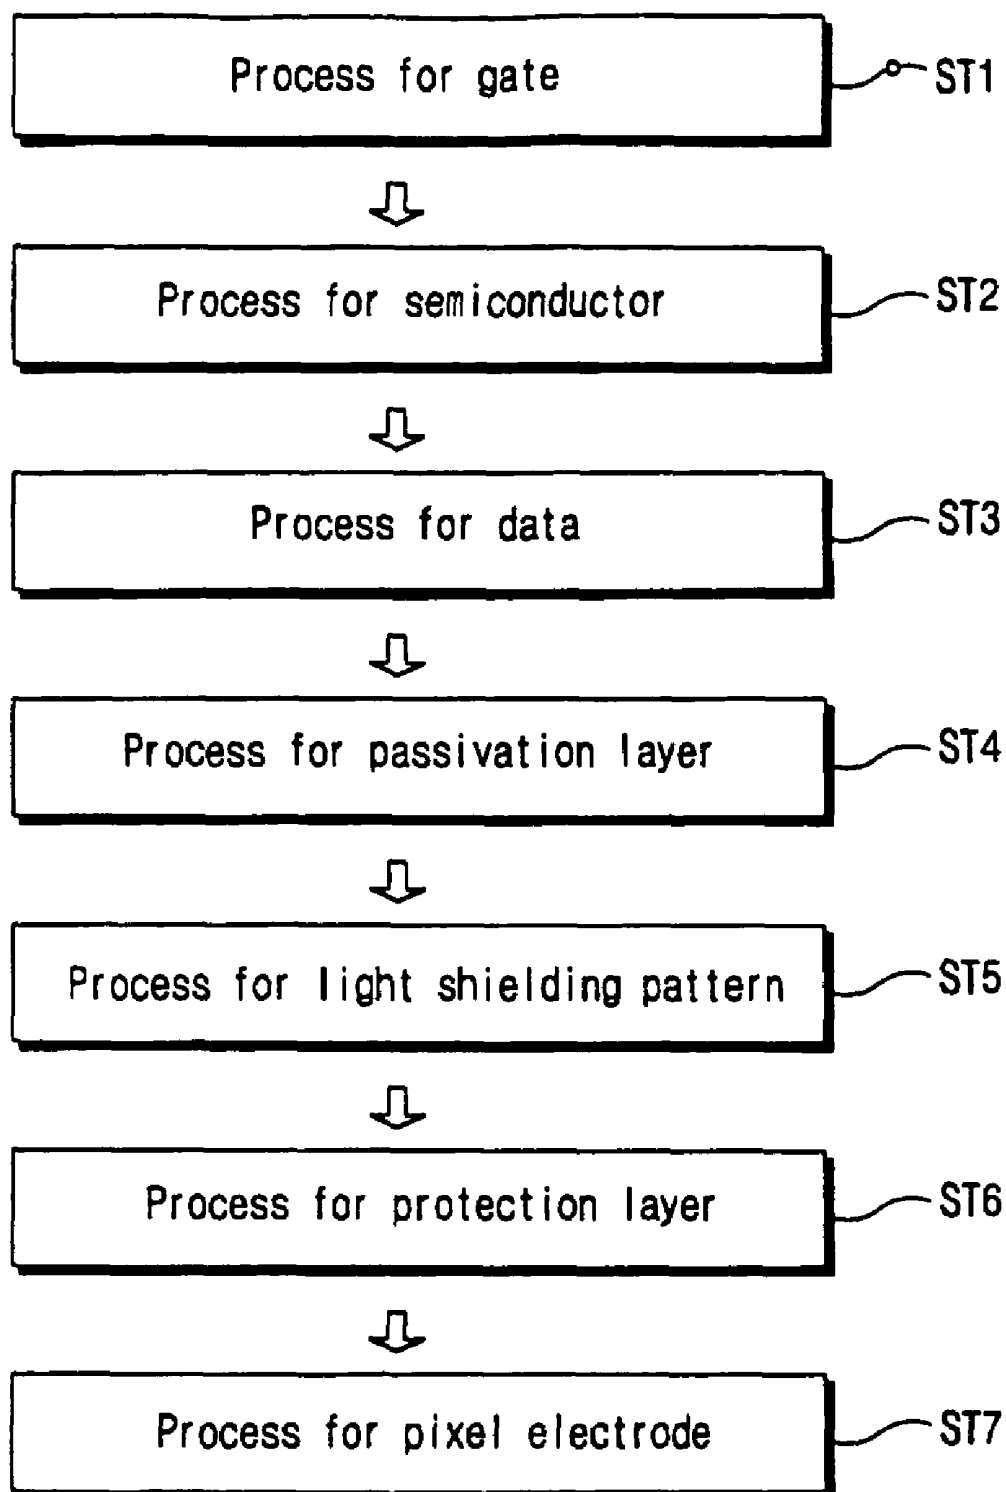 Process for gate ST1
Process for semiconductor ST2
Process for data ST3
Process for passivation layer ST4
Process for light shielding pattern ST5
Process for protection layer ST6
Process for pixel electrode ST7